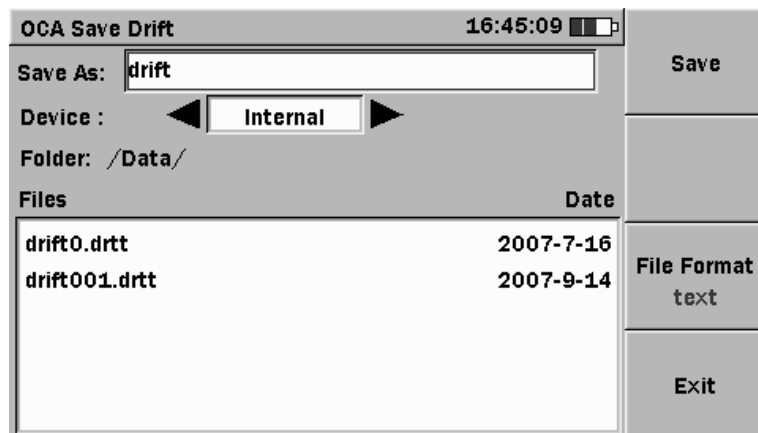 OCA Save Drift 16:45:09
Save As: drift
Device : Internal
Folder: /Data/
Files Date
drift0.drtt 2007-7-16
drift001.drtt 2007-9-14
Save
File Format
text
Exit